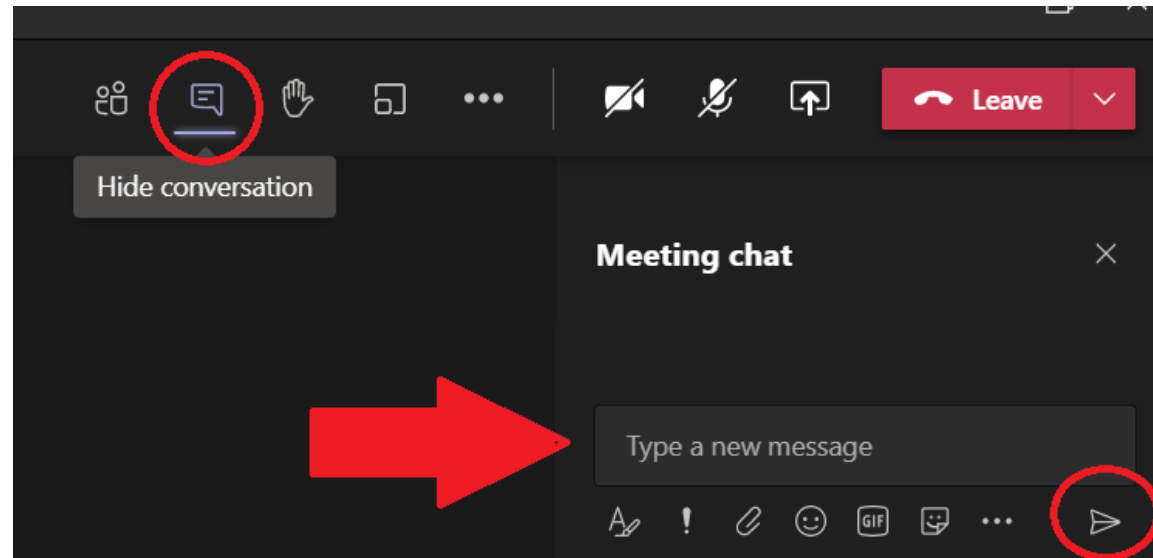 Leave
Hide conversation
Meeting chat
Type a new message
GIF